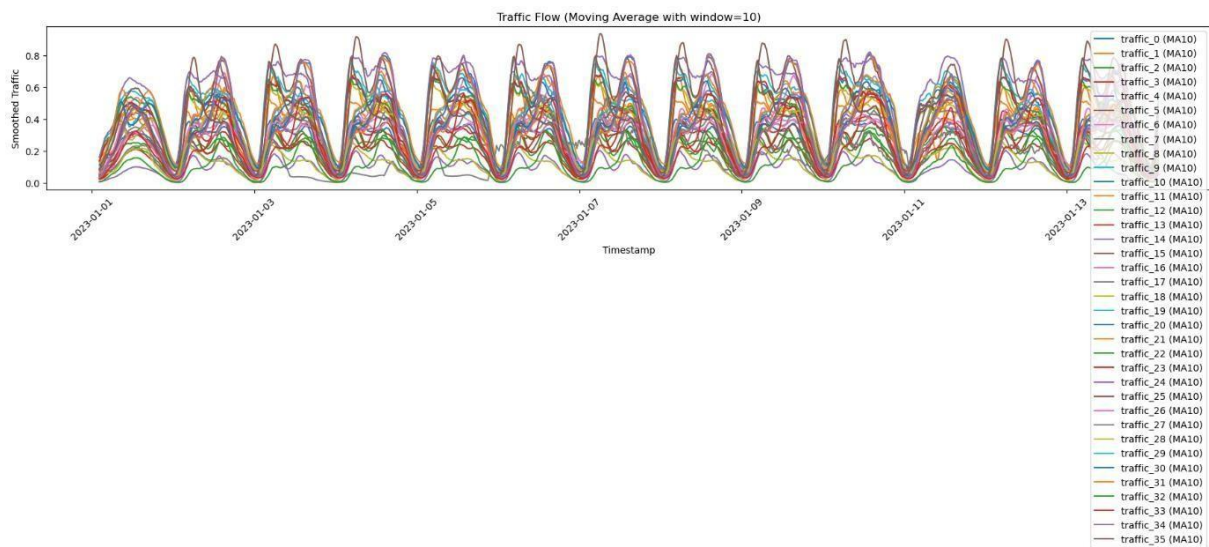 Traffic Flow (Moving Average with window=10)
Smoothed Traffic
0.8
0.6
0.4
0.2
0.0
2023-01-01
2023-01-03
2023-01-05
2023-01-07
2023-01-09
2023-01-11
2023-01-13
Timestamp
traffic_0 (MA10)
traffic_1 (MA10)
traffic_2 (MA10)
traffic_3 (MA10)
traffic_4 (MA10)
traffic_5 (MA10)
traffic_6 (MA10)
traffic_7 (MA10)
traffic_8 (MA10)
traffic_9 (MA10)
traffic_10 (MA10)
traffic_11 (MA10)
traffic_12 (MA10)
traffic_13 (MA10)
traffic_14 (MA10)
traffic_15 (MA10)
traffic_16 (MA10)
traffic_17 (MA10)
traffic_18 (MA10)
traffic_19 (MA10)
traffic_20 (MA10)
traffic_21 (MA10)
traffic_22 (MA10)
traffic_23 (MA10)
traffic_24 (MA10)
traffic_25 (MA10)
traffic_26 (MA10)
traffic_27 (MA10)
traffic_28 (MA10)
traffic_29 (MA10)
traffic_30 (MA10)
traffic_31 (MA10)
traffic_32 (MA10)
traffic_33 (MA10)
traffic_34 (MA10)
traffic_35 (MA10)